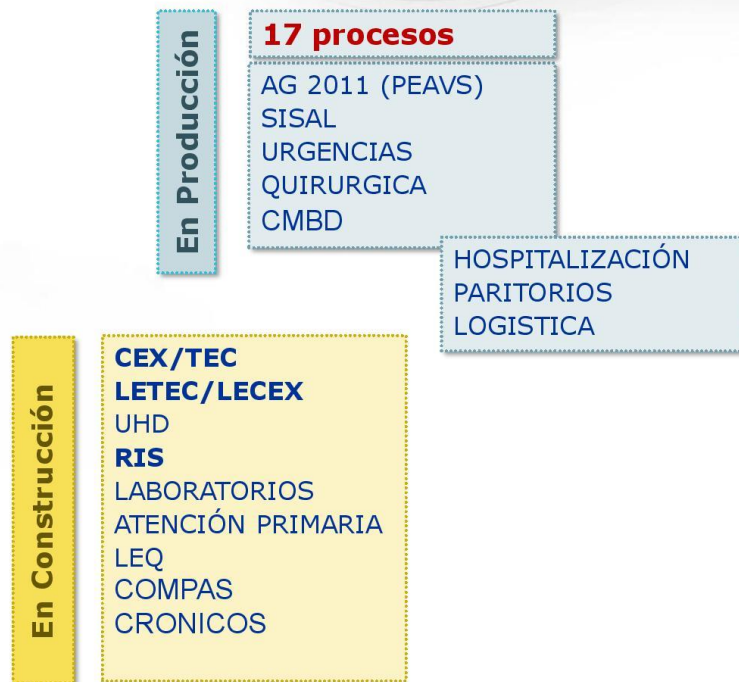 En Producción
17 procesos
AG 2011 (PEAVS)
SISAL
URGENCIAS
QUIRURGICA
CMBD
HOSPITALIZACIÓN
PARITORIOS
LOGISTICA
En Construcción
CEX/TEC
LETEC/LECEX
UHD
RIS
LABORATORIOS
ATENCIÓN PRIMARIA
LEQ
COMPAS
CRONICOS